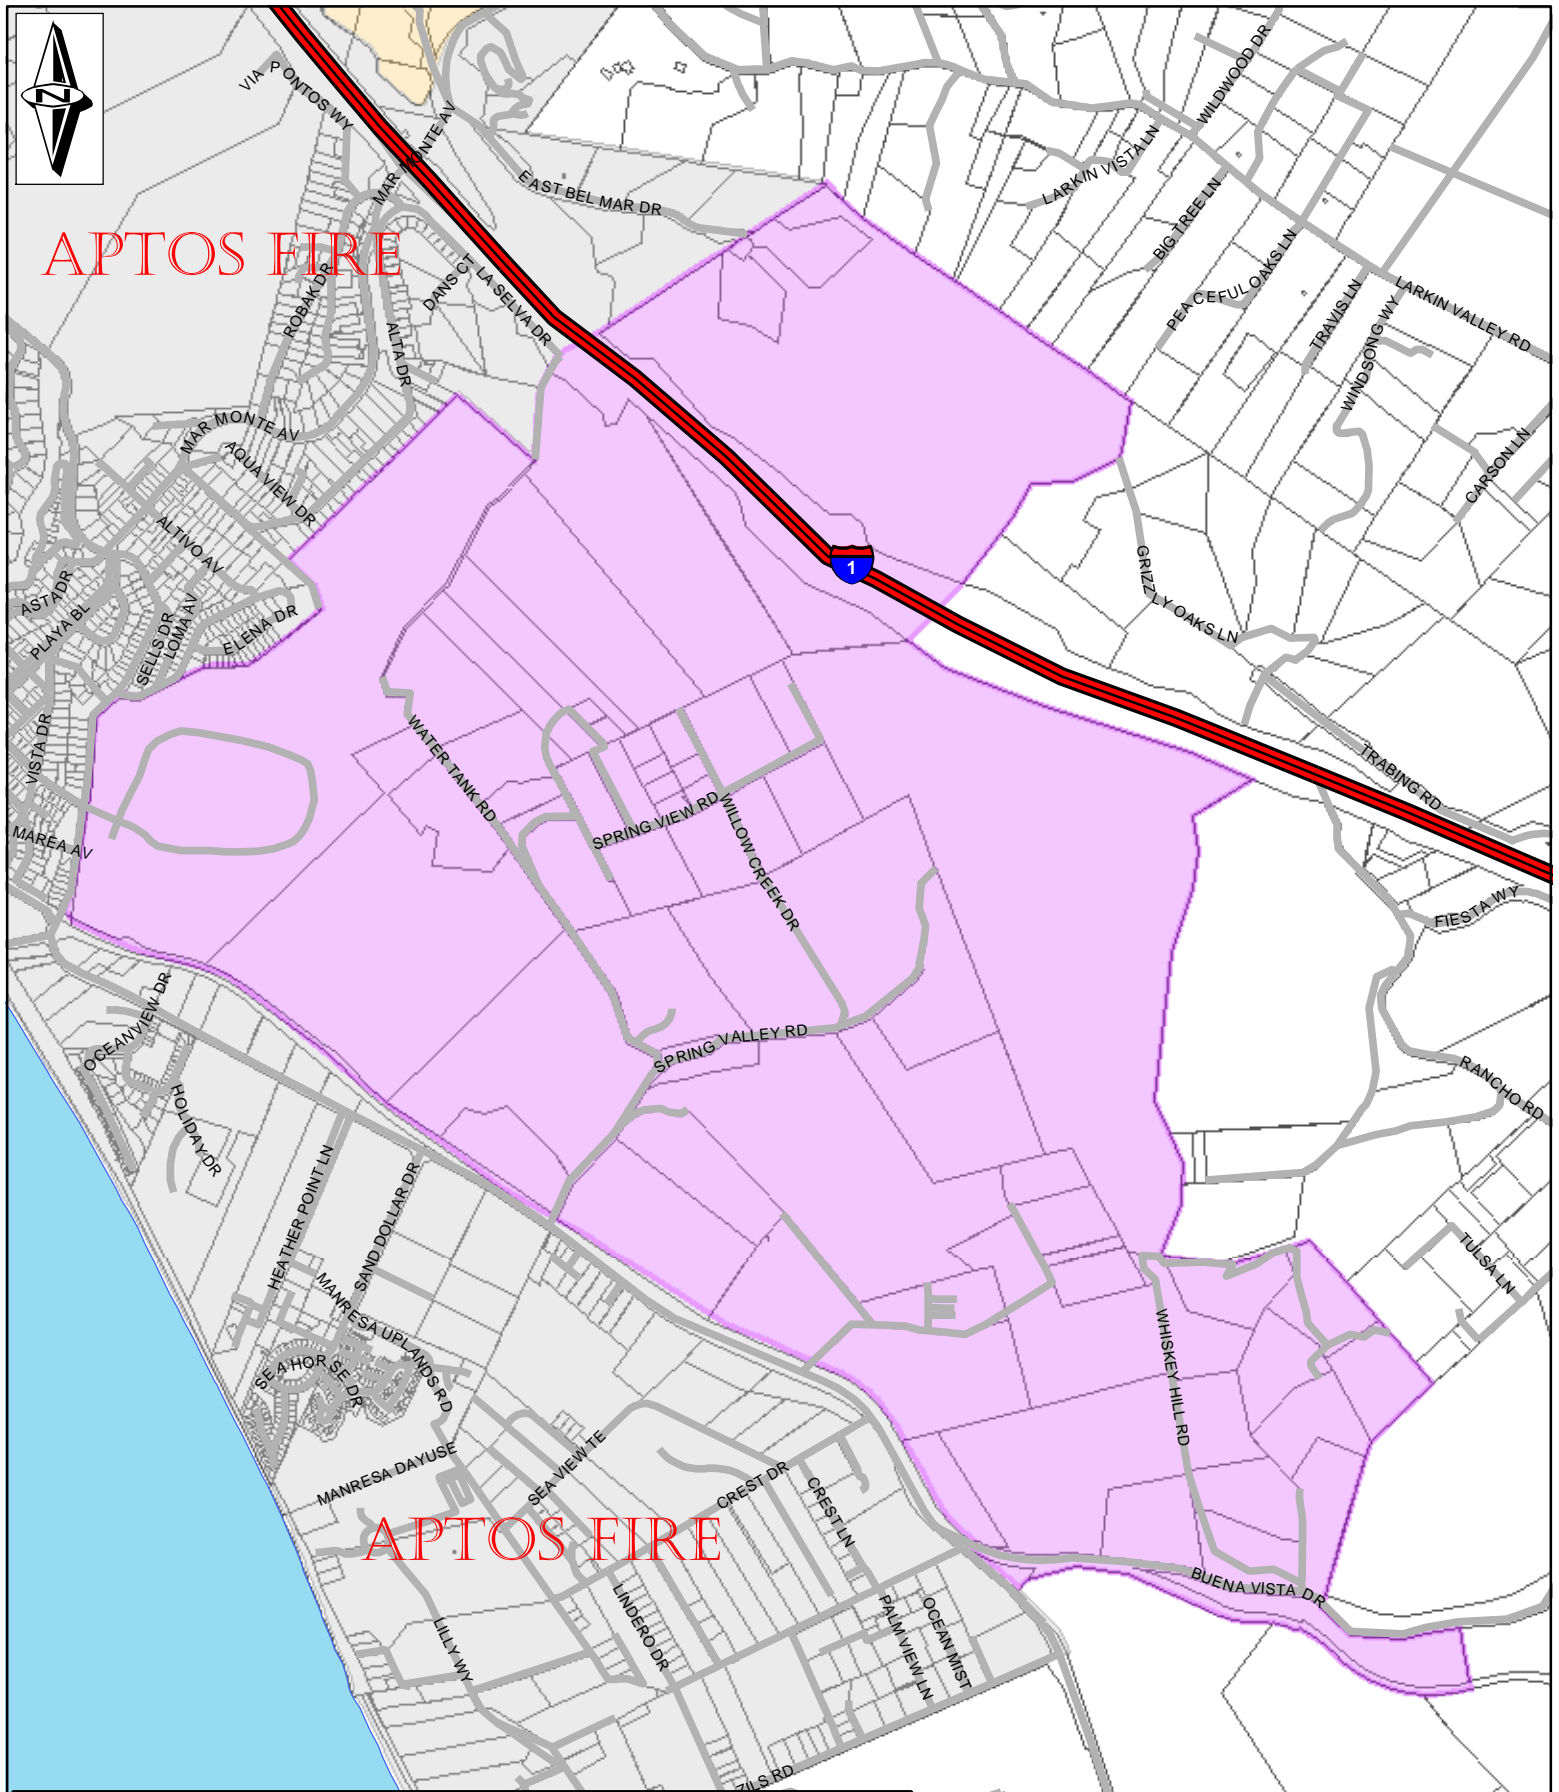 N
VIA PONTOS WY
MAR MONTE AV
WILDWOOD DR
LARKIN VISTA LN
EAST BEL MAR DR
BIG TREE LN
APTOS FIRE
PEACEFUL OAKS LN
ROBAK DR
DANS CT
LA SELVA DR
TRAVIS LN
LARKIN VALLEY RD
WINDSONG WY
ALTA DR
MAR MONTE AV
AQUA VIEW DR
CARSON LN
ALTIVO AV
1
GRIZZLY OAKS LN
ASTA DR
PLAYA BL
SELLS DR
LOMA AV
ELENA DR
VISTA DR
WATER TANK RD
TRABING RD
SPRING VIEW RD
WILLOW CREEK DR
MAREA AV
FIESTA WY
OCEANVIEW DR
SPRING VALLEY RD
RANCHO RD
HOLIDAY DR
HEATHER POINT LN
SAND DOLLAR DR
TULSA LN
MANRESA UPLANDS RD
WHISKEY HILL RD
SEA HORSE DR
MANRESA DAYUSE
SEA VIEW TE
CREST DR
CREST LN
APTOS FIRE
BUENA VISTA DR
LINDERO DR
PALM VIEW LN
OCEAN MIST
LILLY WY
ZILS RD